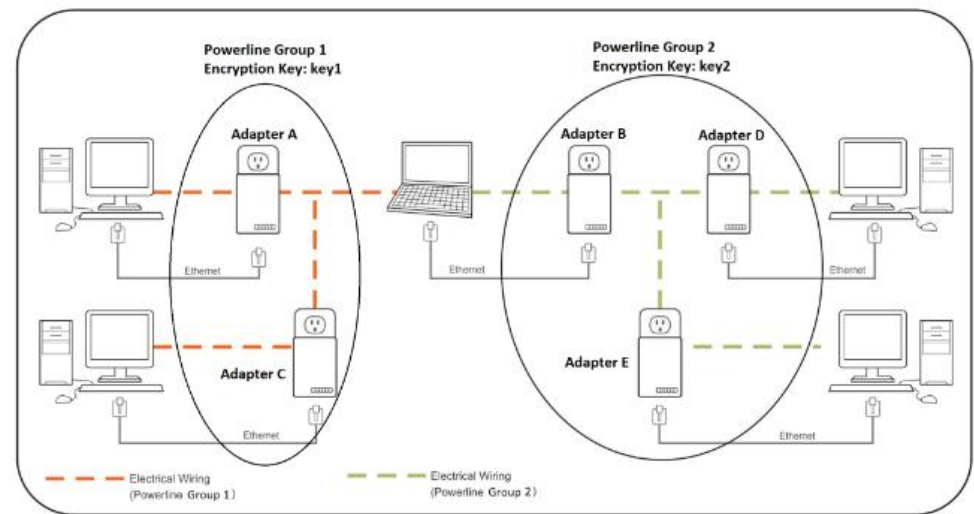 Powerline Group 1
Encryption Key: key1
Powerline Group 2
Encryption Key: key2
Adapter A
Adapter B
Adapter D
Ethernet
Ethernet
Ethernet
Adapter C
Adapter E
Ethernet
Ethernet
Electrical Wiring
(Powerline Group 1)
Electrical Wiring
(Powerline Group 2)